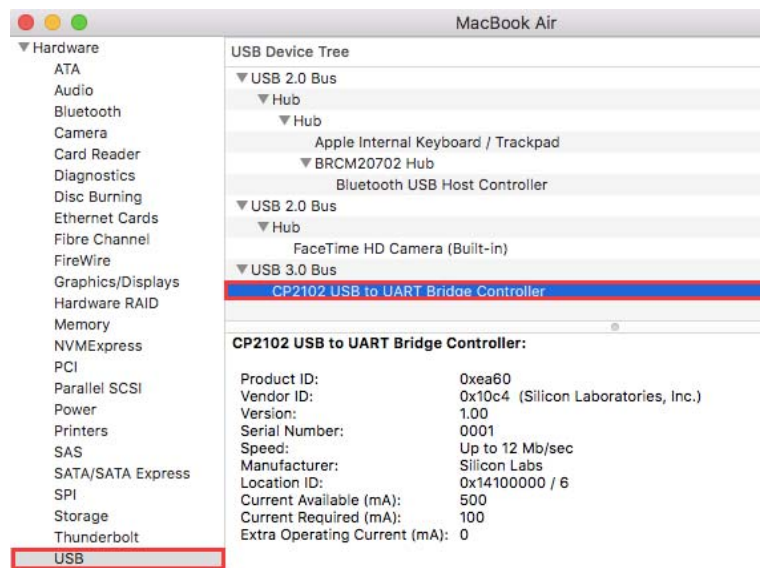 MacBook Air
Hardware
ATA
Audio
Bluetooth
Camera
Card Reader
Diagnostics
Disc Burning
Ethernet Cards
Fibre Channel
FireWire
Graphics/Displays
Hardware RAID
Memory
NVMExpress
PCI
Parallel SCSI
Power
Printers
SAS
SATA/SATA Express
SPI
Storage
Thunderbolt
USB
USB Device Tree
USB 2.0 Bus
Hub
Hub
Apple Internal Keyboard / Trackpad
BRCM20702 Hub
Bluetooth USB Host Controller
USB 2.0 Bus
Hub
FaceTime HD Camera (Built-in)
USB 3.0 Bus
CP2102 USB to UART Bridge Controller
CP2102 USB to UART Bridge Controller:
Product ID: 0xea60
Vendor ID: 0x10c4 (Silicon Laboratories, Inc.)
Version: 1.00
Serial Number: 0001
Speed: Up to 12 Mb/sec
Manufacturer: Silicon Labs
Location ID: 0x14100000 / 6
Current Available (mA): 500
Current Required (mA): 100
Extra Operating Current (mA): 0